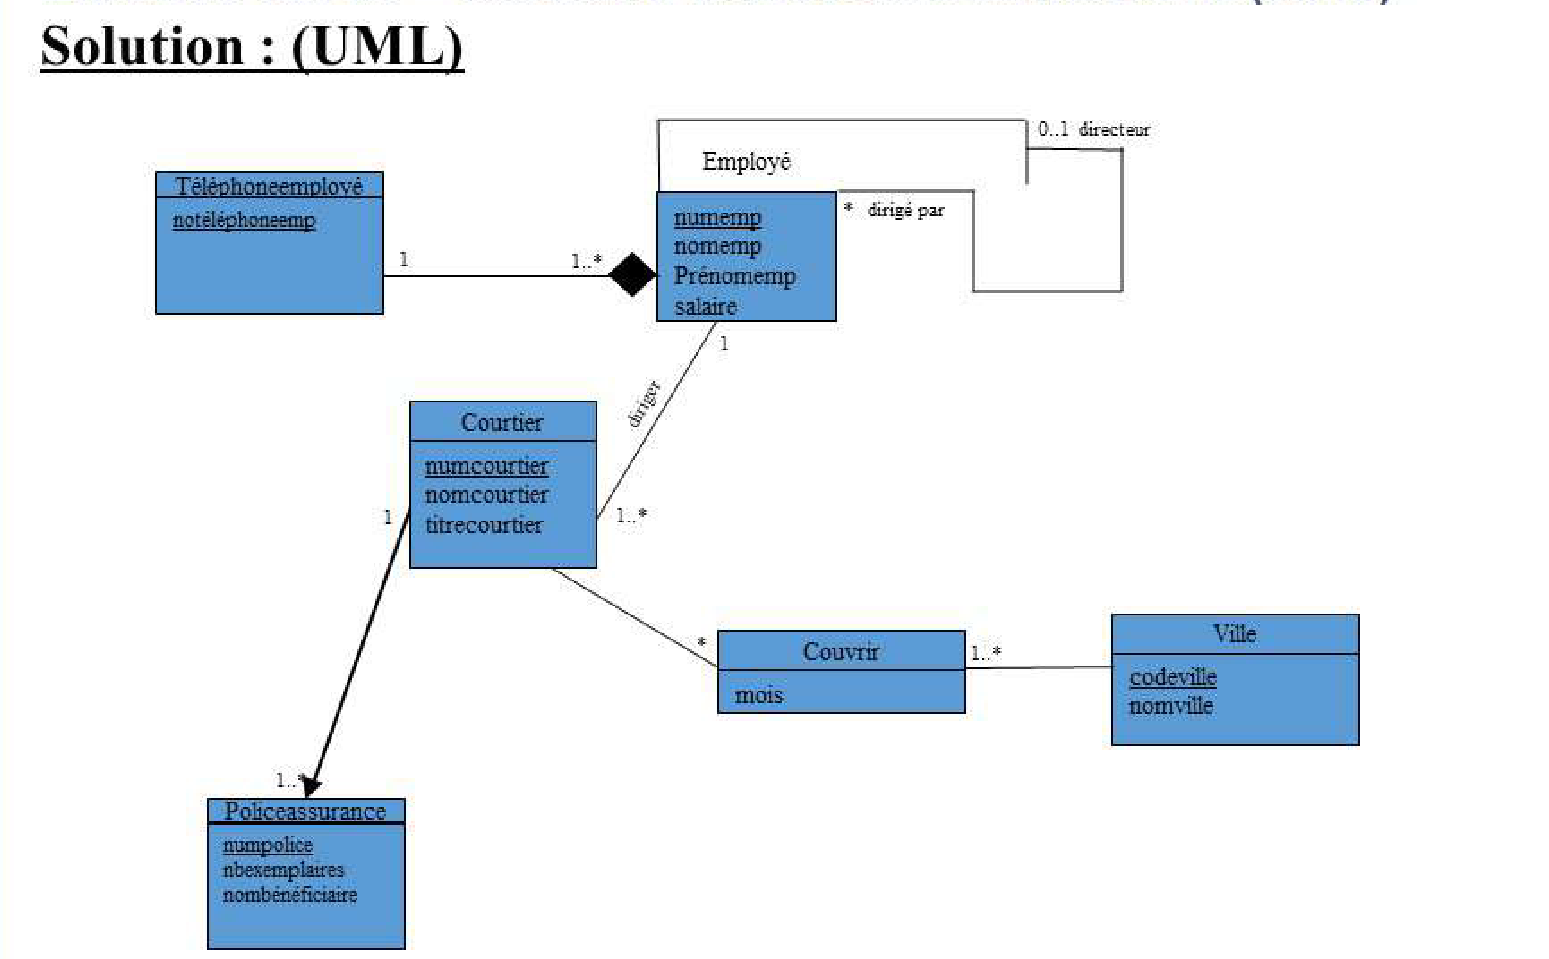 Solution : (UML)
0..1 directeur
Employé
Téléphoneemployé
notéléphoneemp
numemp
nomemp
Prénomemp
salaire
* dirigé par
1
1..*
1
diriger
Courtier
numcourtier
nomcourtier
titrecourtier
1
1..*
*
Couvrir
mois
1..*
Ville
codeville
nomville
1..*
Policeassurance
numpolice
nbexemplaires
nombénéficiaire